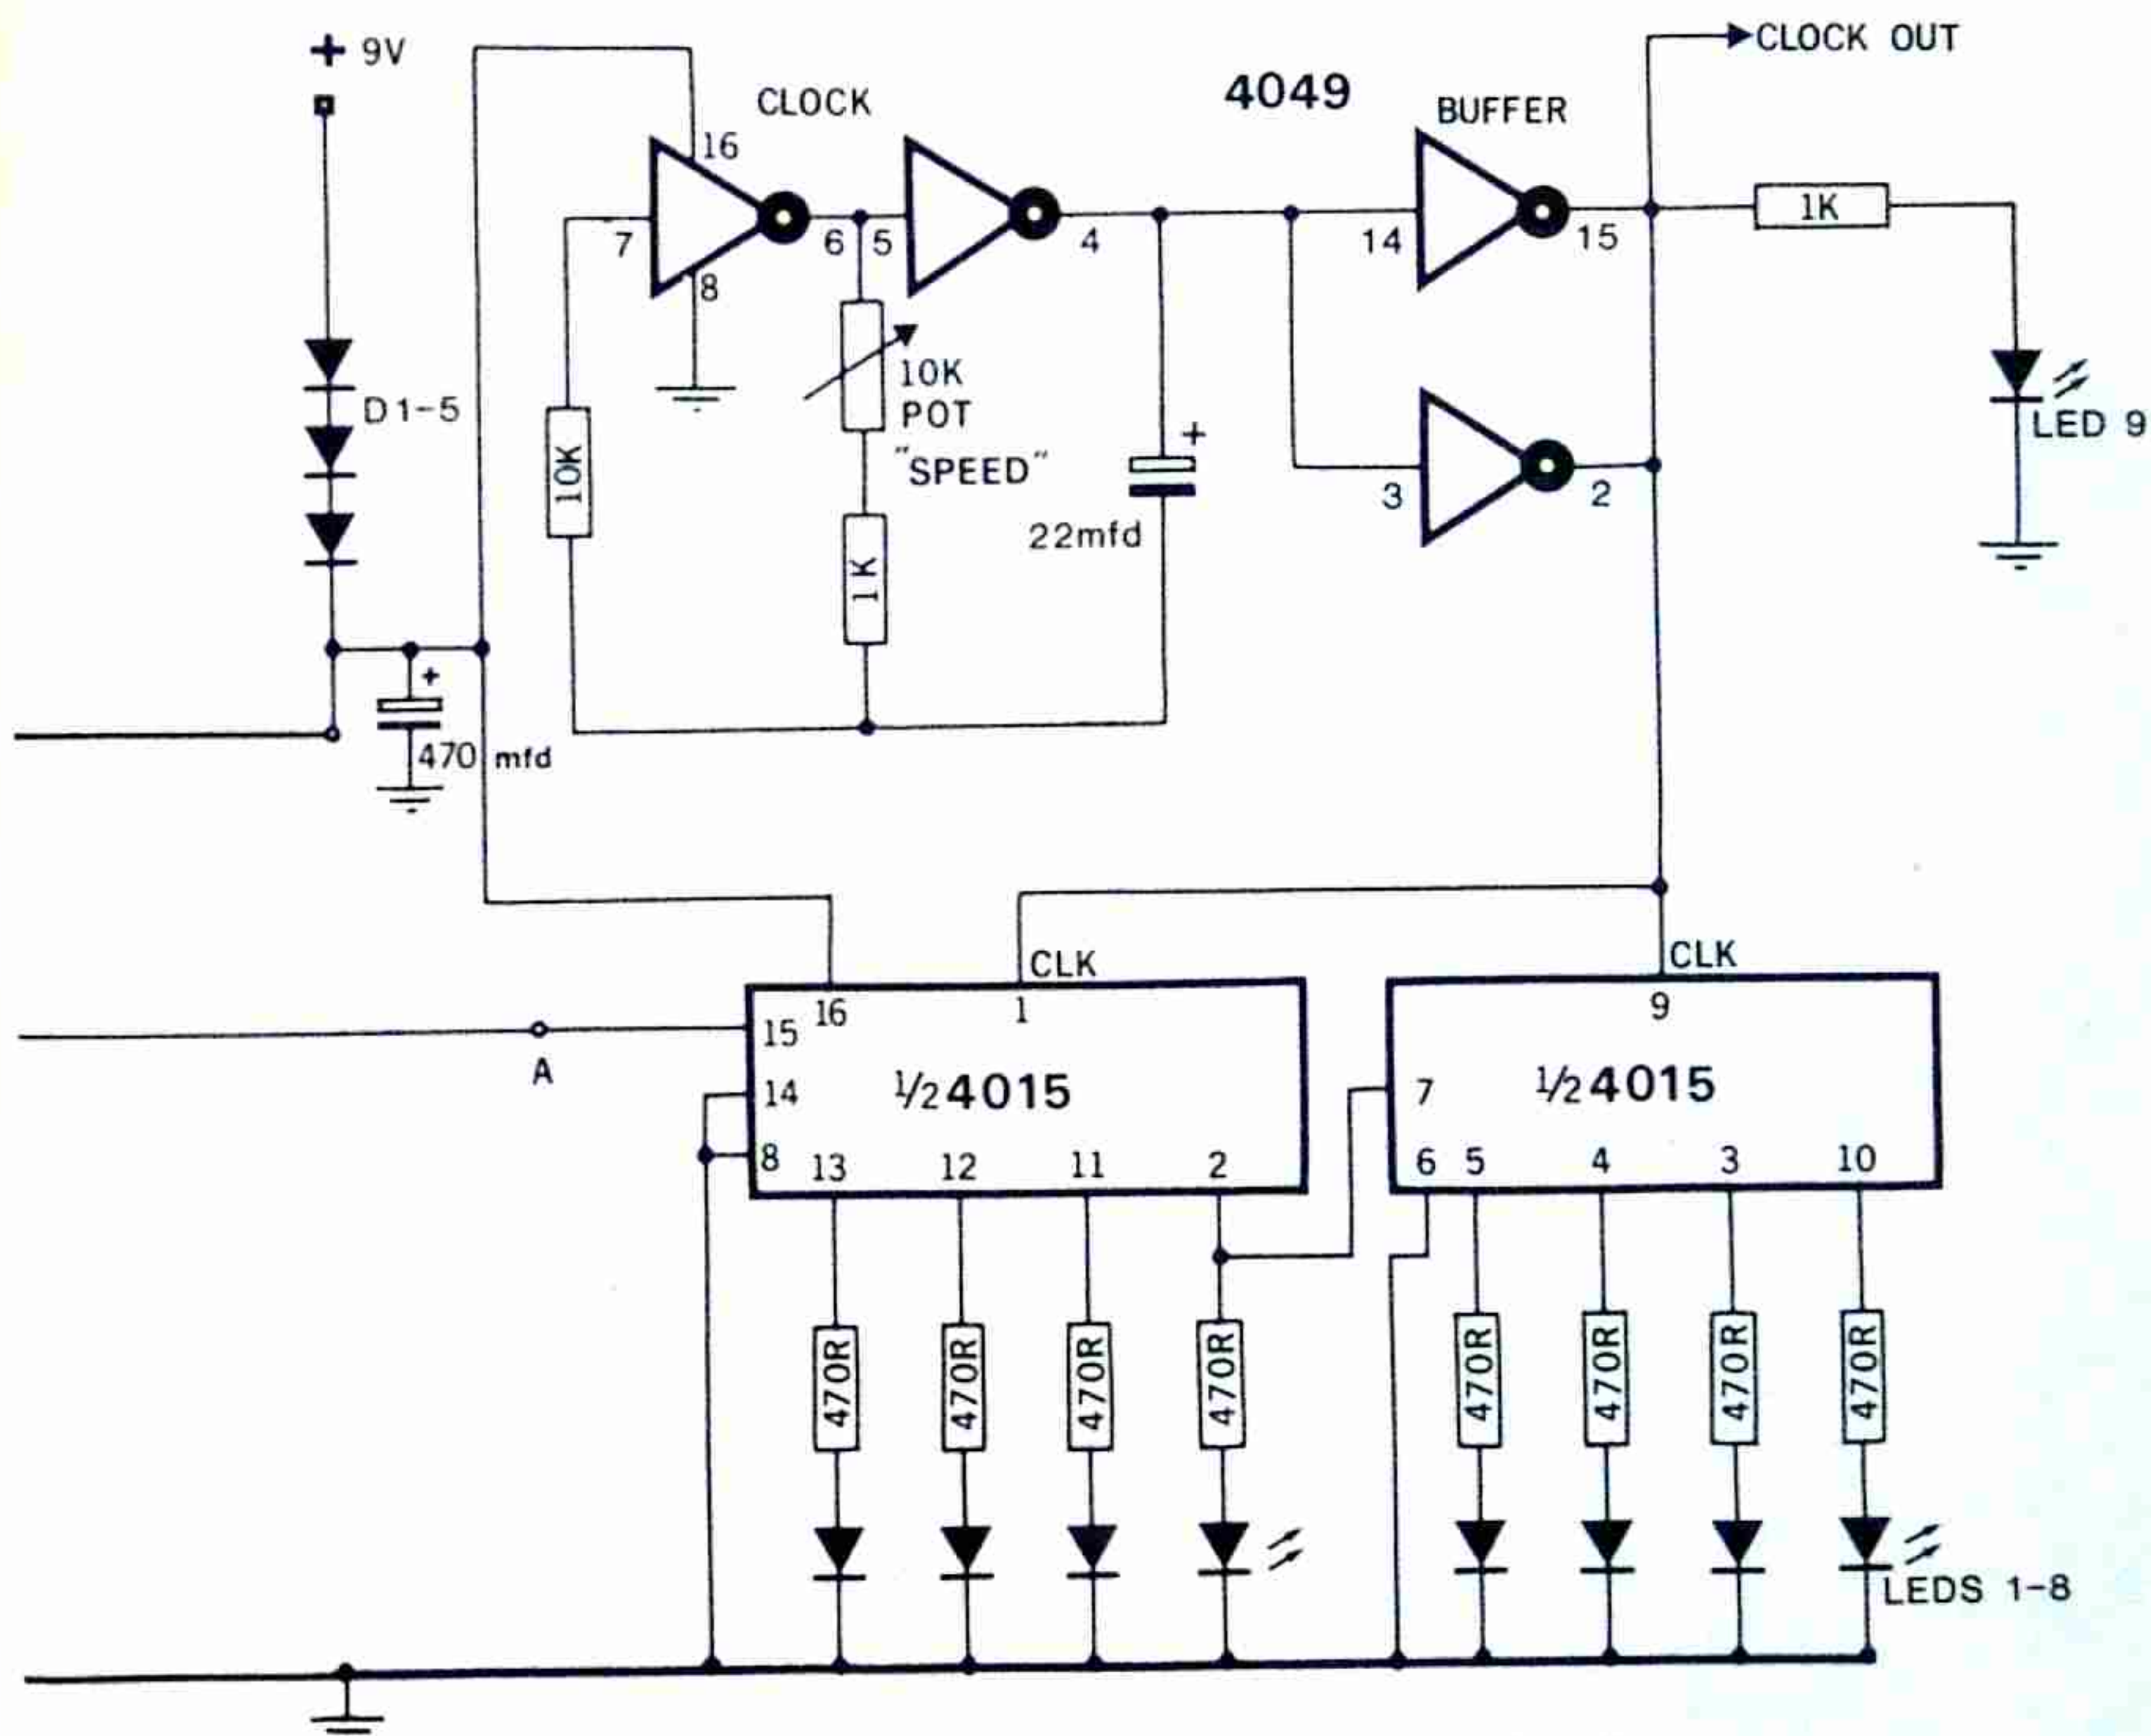 + 9V
CLOCK
4049
BUFFER
CLOCK OUT
16
7
6
5
4
14
15
1K
8
D1-5
10K
10K
POT
"SPEED"
1K
+
22mfd
3
2
LED 9
+
470 mfd
CLK
CLK
15
16
1
9
A
14
½4015
7
½4015
8
13
12
11
2
6
5
4
3
10
470R
470R
470R
470R
470R
470R
470R
470R
LEDS 1-8